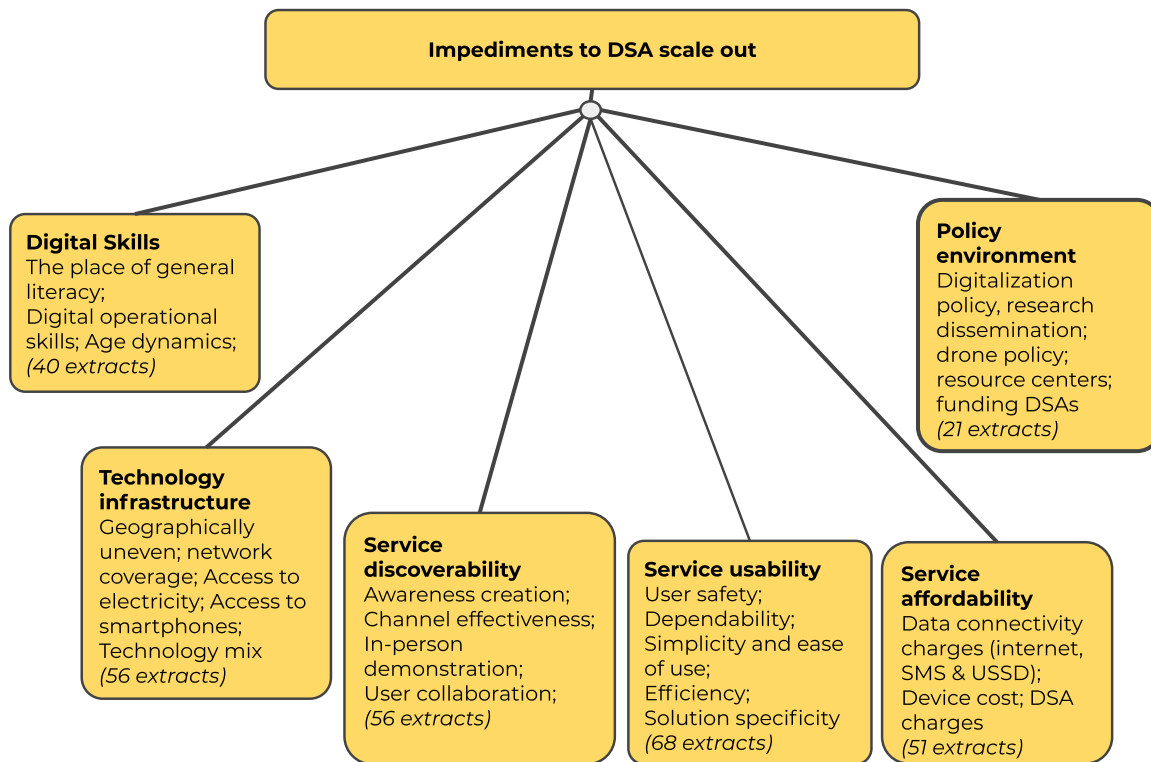 Impediments to DSA scale out
Digital Skills
The place of general
literacy;
Digital operational
skills; Age dynamics;
(40 extracts)
Technology
infrastructure
Geographically
uneven; network
coverage; Access to
electricity; Access to
smartphones;
Technology mix
(56 extracts)
Service
discoverability
Awareness creation;
Channel effectiveness;
In-person
demonstration;
User collaboration;
(56 extracts)
Service usability
User safety;
Dependability;
Simplicity and ease
of use;
Efficiency;
Solution specificity
(68 extracts)
Service
affordability
Data connectivity
charges (internet,
SMS & USSD);
Device cost; DSA
charges
(51 extracts)
Policy
environment
Digitalization
policy, research
dissemination;
drone policy;
resource centers;
funding DSAs
(21 extracts)